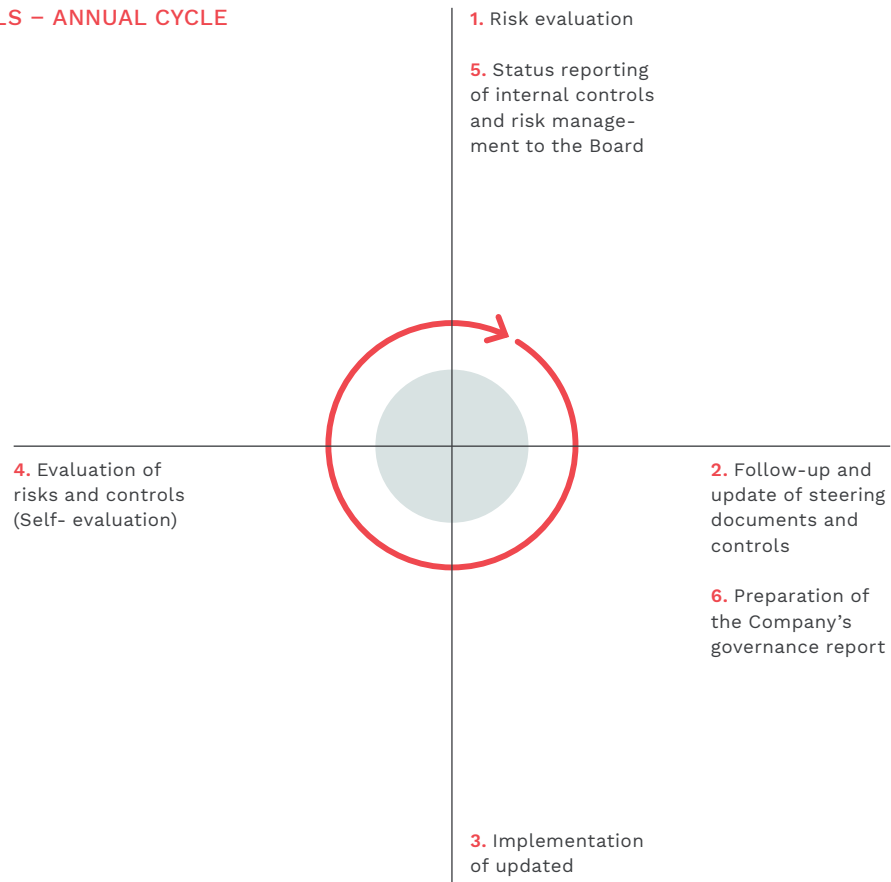 LS – ANNUAL CYCLE
1. Risk evaluation
5. Status reporting
of internal controls
and risk manage-
ment to the Board
4. Evaluation of
risks and controls
(Self- evaluation)
2. Follow-up and
update of steering
documents and
controls
6. Preparation of
the Company’s
governance report
3. Implementation
of updated